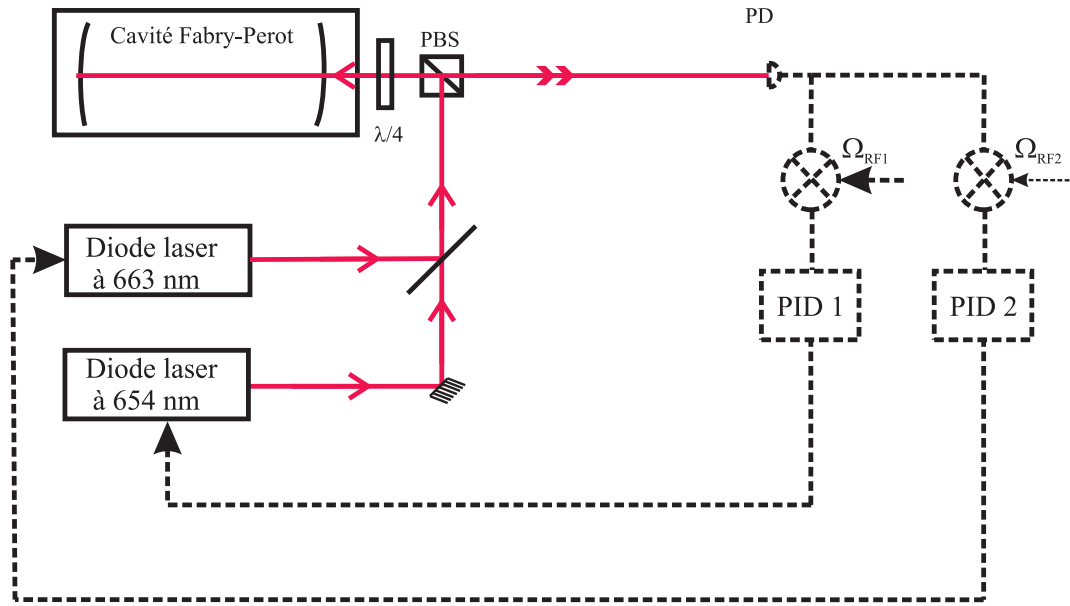 PD
Cavité Fabry-Perot
PBS
λ/4
Ω_RF1
Ω_RF2
Diode laser
à 663 nm
PID 1
PID 2
Diode laser
à 654 nm